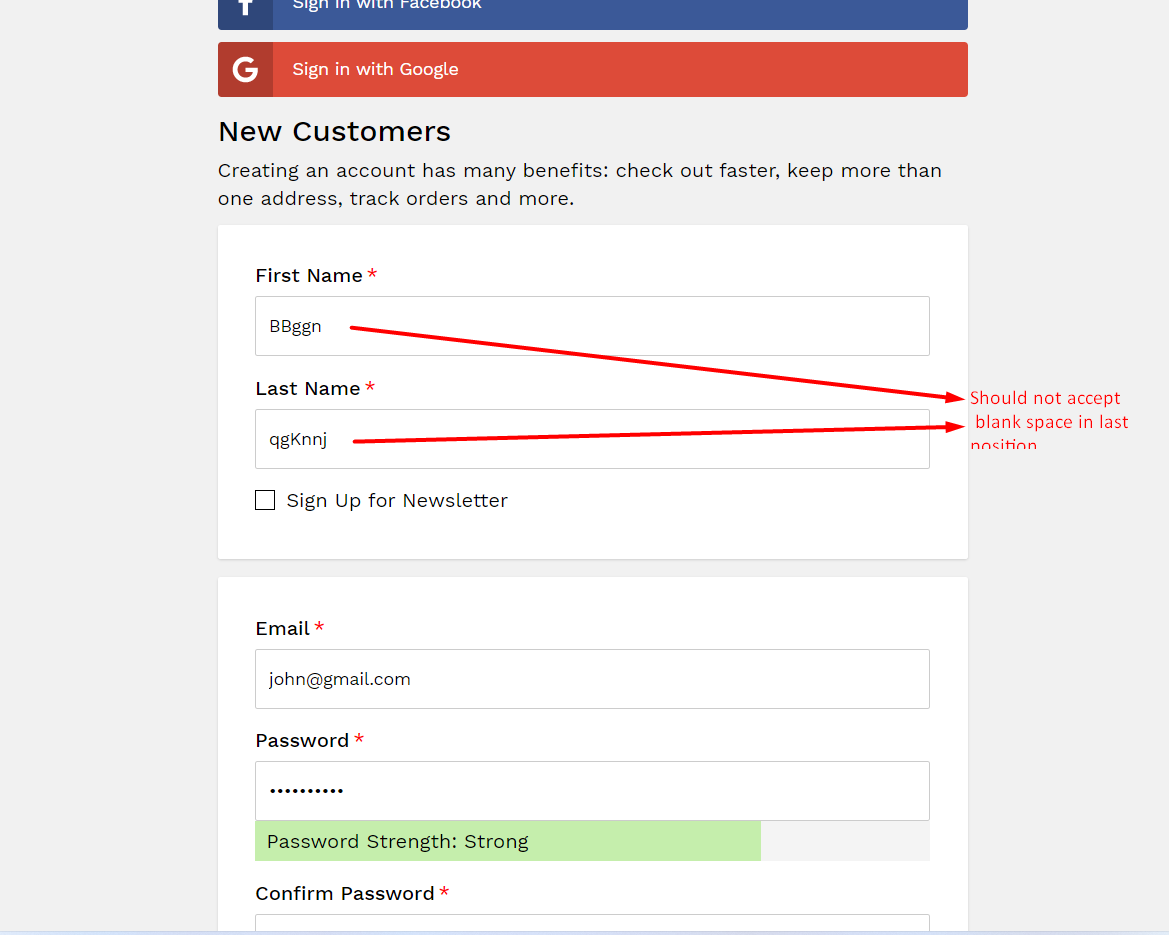 Sign in with Facebook
G Sign in with Google
New Customers
Creating an account has many benefits: check out faster, keep more than
one address, track orders and more.
First Name *
BBggn
Last Name *
qgKnnj
Should not accept
blank space in last
position
Sign Up for Newsletter
Email *
john@gmail.com
Password *
••••••••••
Password Strength: Strong
Confirm Password *